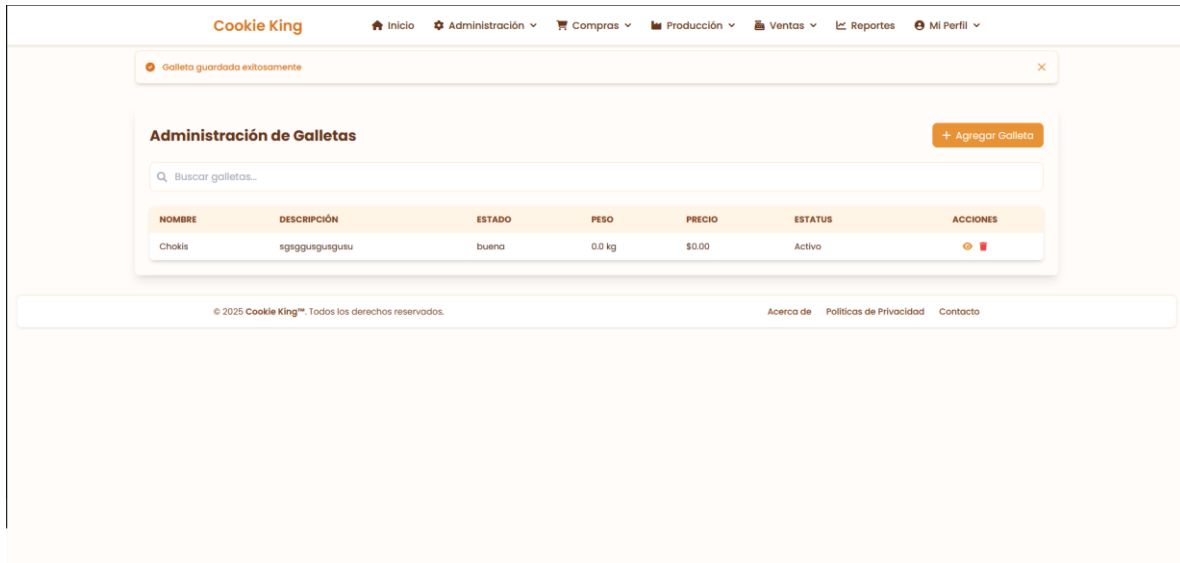 Cookie King Inicio Administración Compras Producción Ventas Reportes Mi Perfil
Galleta guardada exitosamente
Administración de Galletas + Agregar Galleta
Buscar galletas...
NOMBRE DESCRIPCIÓN ESTADO PESO PRECIO ESTATUS ACCIONES
Chokis sgsggusgusgusu buena 0.0 kg $0.00 Activo
© 2025 Cookie King™. Todos los derechos reservados. Acerca de Políticas de Privacidad Contacto